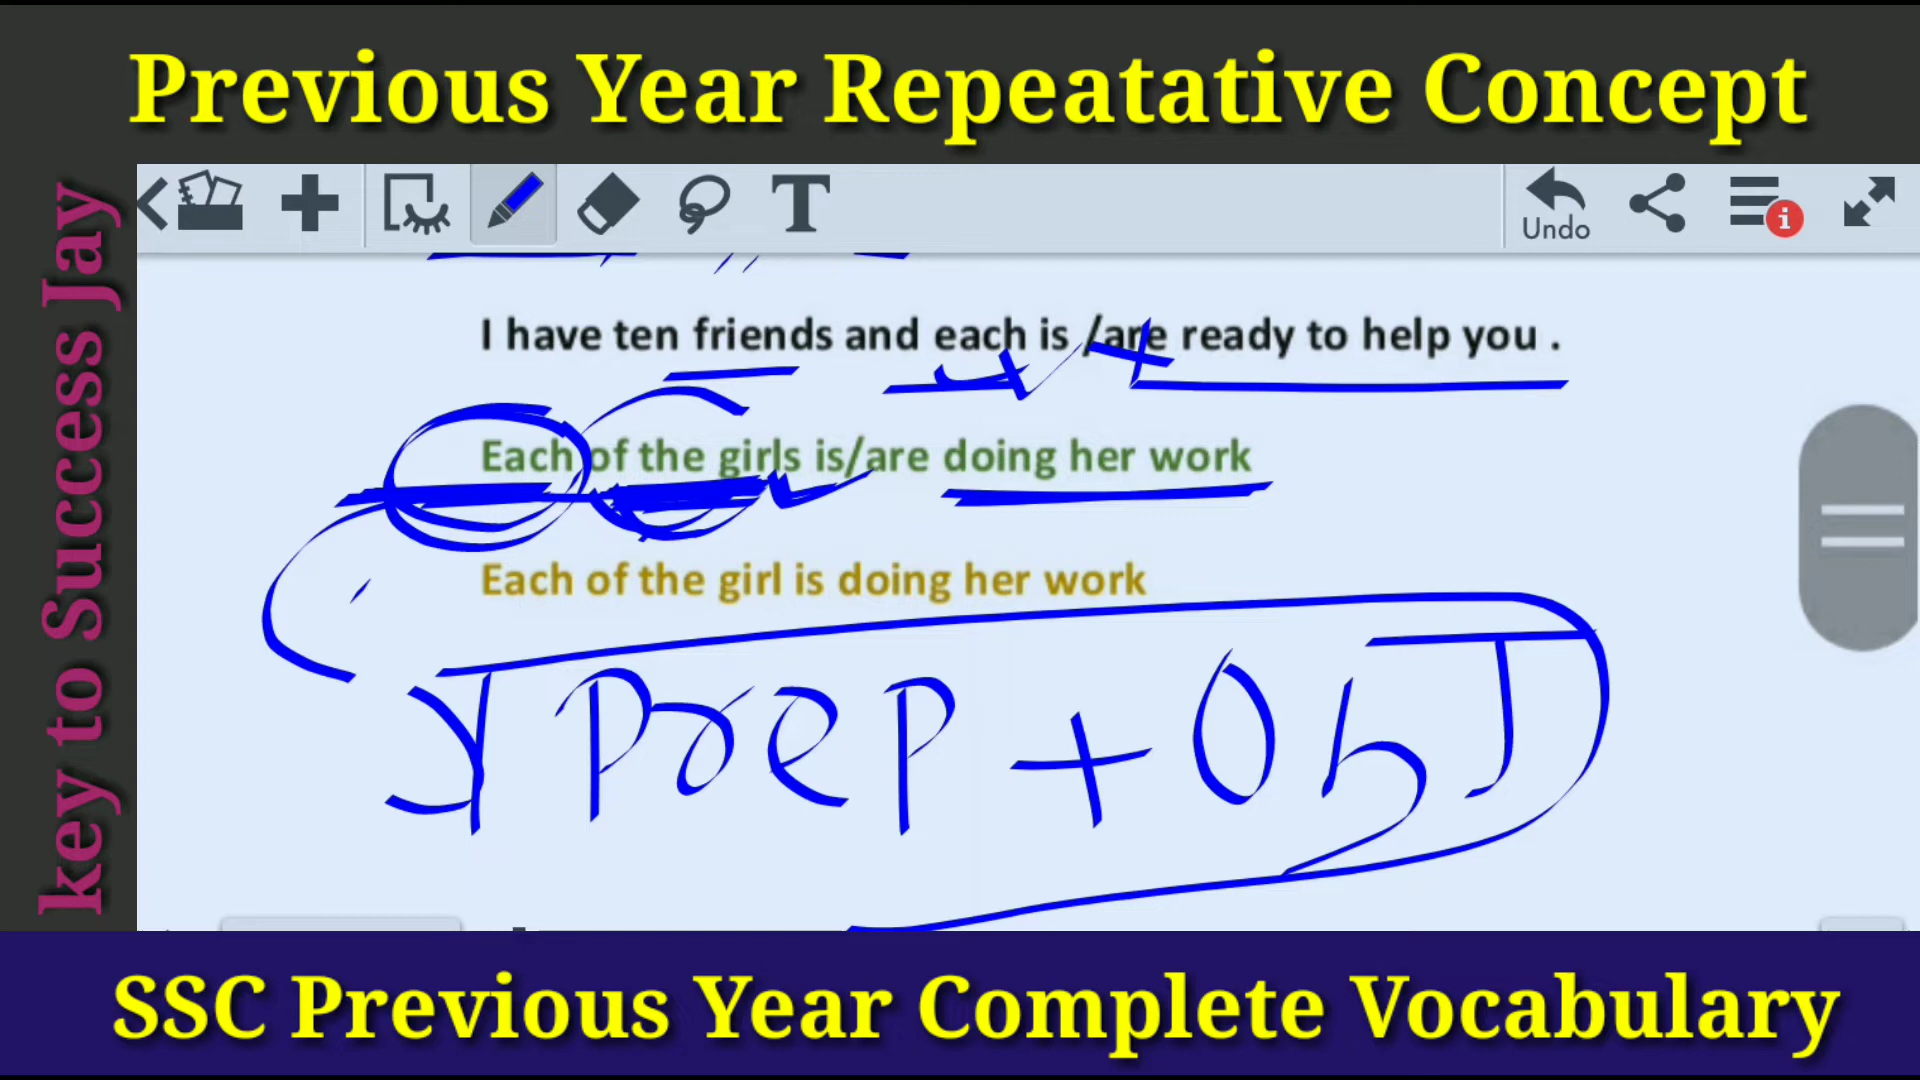 Previous Year Repeatative Concept
key to Success Jay
T
Undo
i
I have ten friends and each is /are ready to help you .
Each of the girls is/are doing her work
Each of the girl is doing her work
Prep + Obj
SSC Previous Year Complete Vocabulary